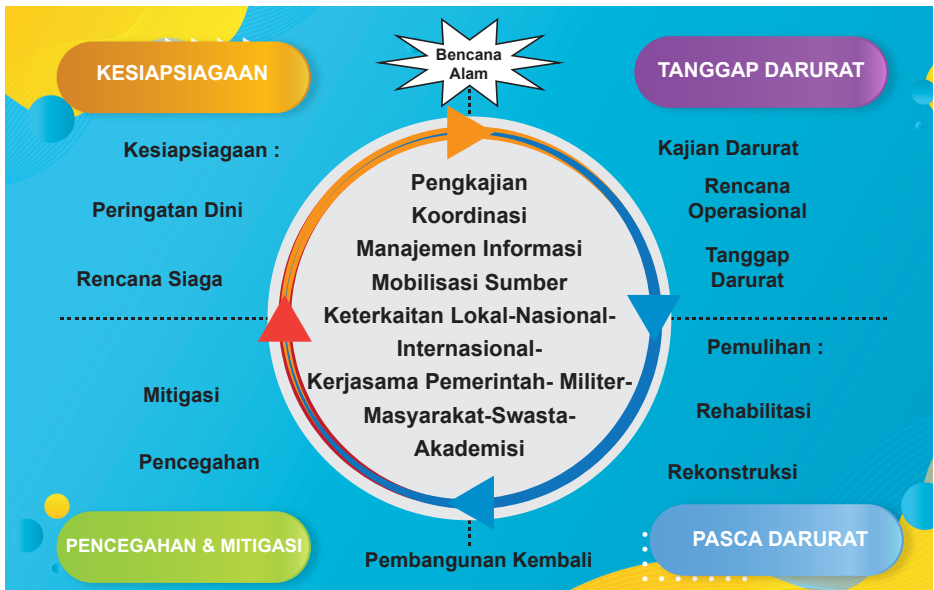 KESIAPSIAGAAN
Bencana
Alam
TANGGAP DARURAT
Kesiapsiagaan :
Peringatan Dini
Rencana Siaga
Pengkajian
Koordinasi
Manajemen Informasi
Mobilisasi Sumber
Keterkaitan Lokal-Nasional-
Internasional-
Kerjasama Pemerintah- Militer-
Masyarakat-Swasta-
Akademisi
Kajian Darurat
Rencana
Operasional
Tanggap
Darurat
Mitigasi
Pencegahan
Pemulihan :
Rehabilitasi
Rekonstruksi
PENCEGAHAN & MITIGASI
Pembangunan Kembali
PASCA DARURAT